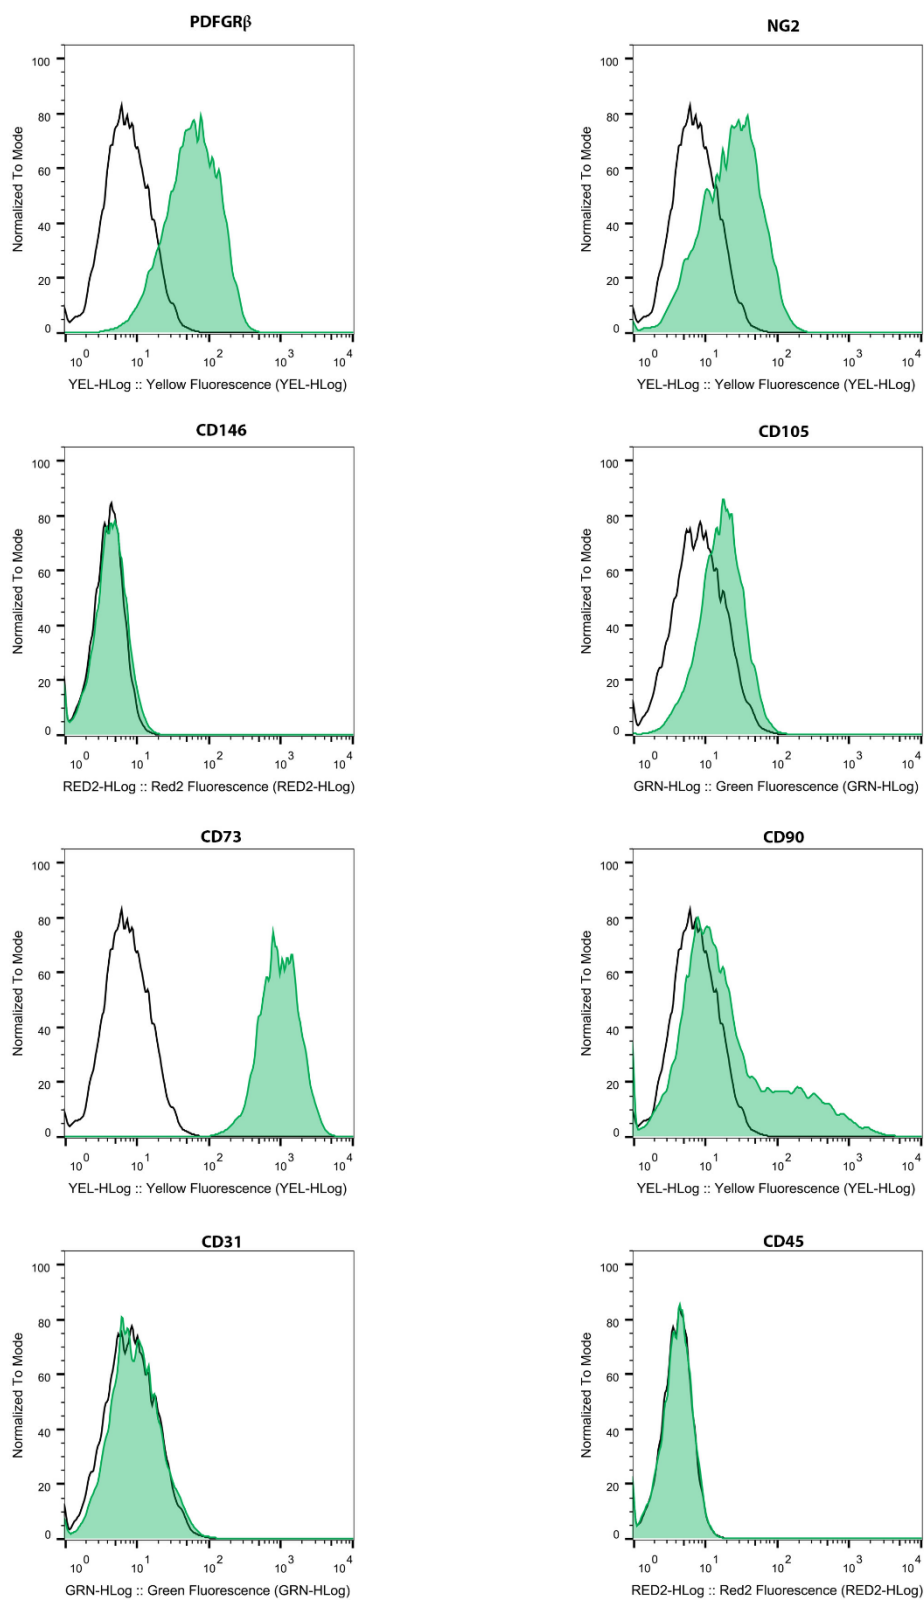 PDFGRβ
NG2
100
80
60
40
20
0
Normalized To Mode
10^0 10^1 10^2 10^3 10^4
YEL-HLog :: Yellow Fluorescence (YEL-HLog)
100
80
60
40
20
0
Normalized To Mode
10^0 10^1 10^2 10^3 10^4
YEL-HLog :: Yellow Fluorescence (YEL-HLog)
CD146
CD105
100
80
60
40
20
0
Normalized To Mode
10^0 10^1 10^2 10^3 10^4
RED2-HLog :: Red2 Fluorescence (RED2-HLog)
100
80
60
40
20
0
Normalized To Mode
10^0 10^1 10^2 10^3 10^4
GRN-HLog :: Green Fluorescence (GRN-HLog)
CD73
CD90
100
80
60
40
20
0
Normalized To Mode
10^0 10^1 10^2 10^3 10^4
YEL-HLog :: Yellow Fluorescence (YEL-HLog)
100
80
60
40
20
0
Normalized To Mode
10^0 10^1 10^2 10^3 10^4
YEL-HLog :: Yellow Fluorescence (YEL-HLog)
CD31
CD45
100
80
60
40
20
0
Normalized To Mode
10^0 10^1 10^2 10^3 10^4
GRN-HLog :: Green Fluorescence (GRN-HLog)
100
80
60
40
20
0
Normalized To Mode
10^0 10^1 10^2 10^3 10^4
RED2-HLog :: Red2 Fluorescence (RED2-HLog)